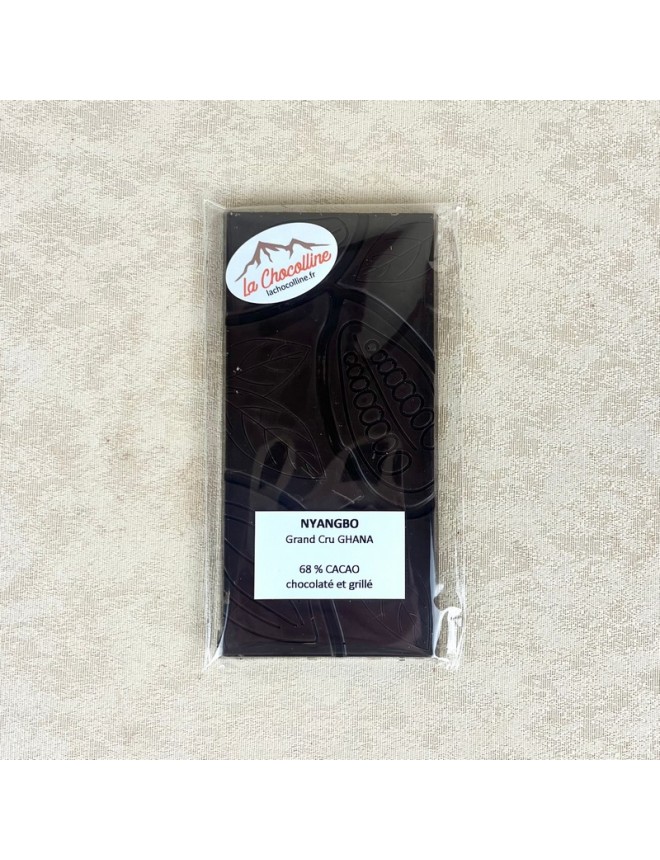 la Chocolline
lachocolline.fr
NYANGBO
Grand Cru GHANA
68 % CACAO
chocolaté et grillé